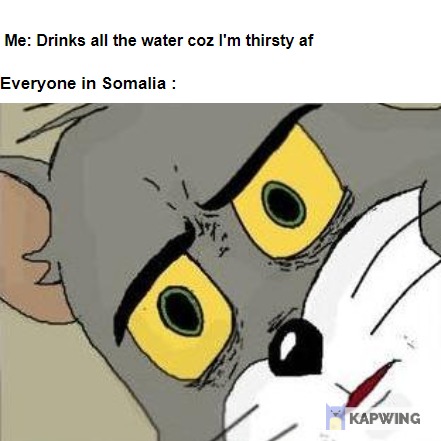 Me: Drinks all the water coz I'm thirsty af
Everyone in Somalia :
KAPWING